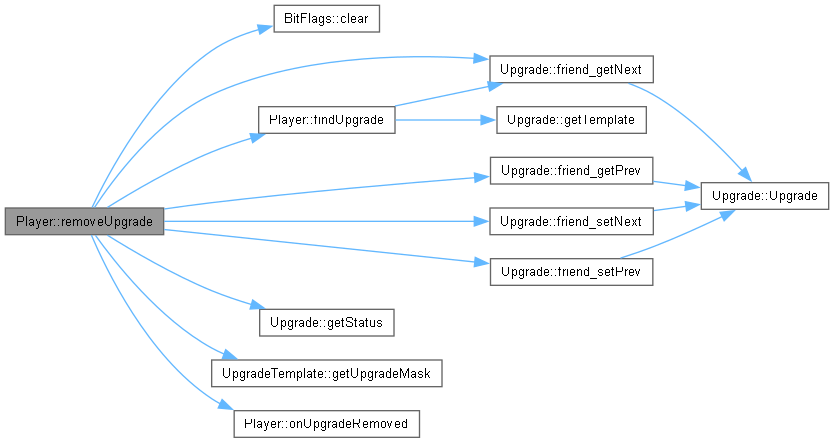 BitFlags::clear
Upgrade::friend_getNext
Player::findUpgrade
Upgrade::getTemplate
Upgrade::friend_getPrev
Upgrade::Upgrade
Player::removeUpgrade
Upgrade::friend_setNext
Upgrade::friend_setPrev
Upgrade::getStatus
UpgradeTemplate::getUpgradeMask
Player::onUpgradeRemoved